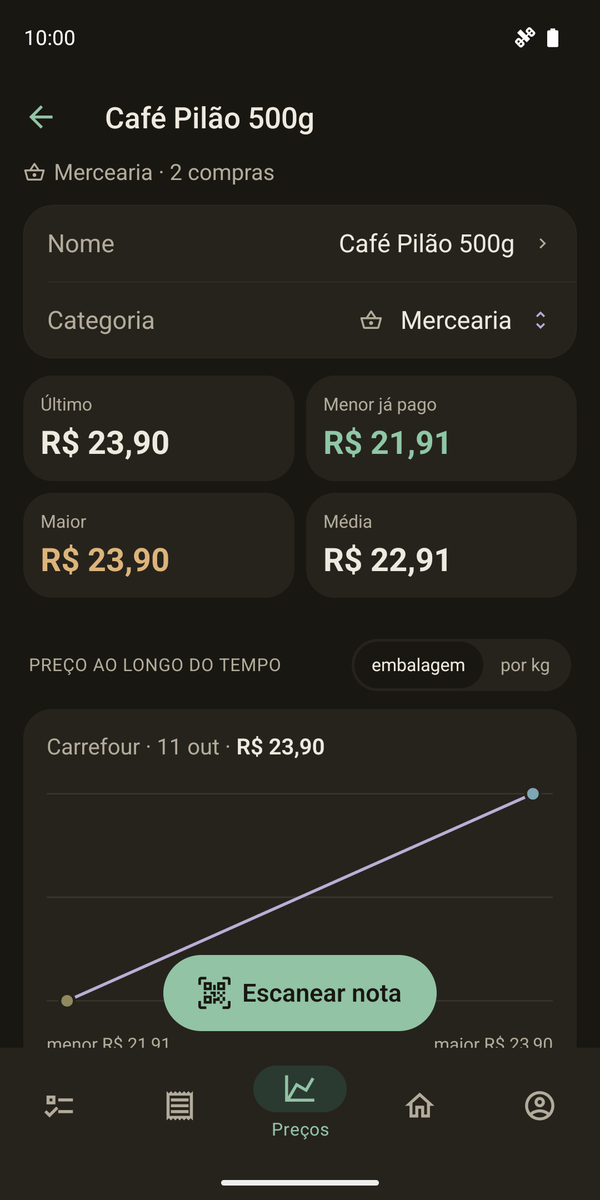 10:00
Café Pilão 500g
Mercearia · 2 compras
Nome Café Pilão 500g
Categoria Mercearia
Último Menor já pago
R$ 23,90 R$ 21,91
Maior Média
R$ 23,90 R$ 22,91
PREÇO AO LONGO DO TEMPO embalagem por kg
Carrefour · 11 out · R$ 23,90
Escanear nota
menor R$ 21,91 maior R$ 23,90
Preços